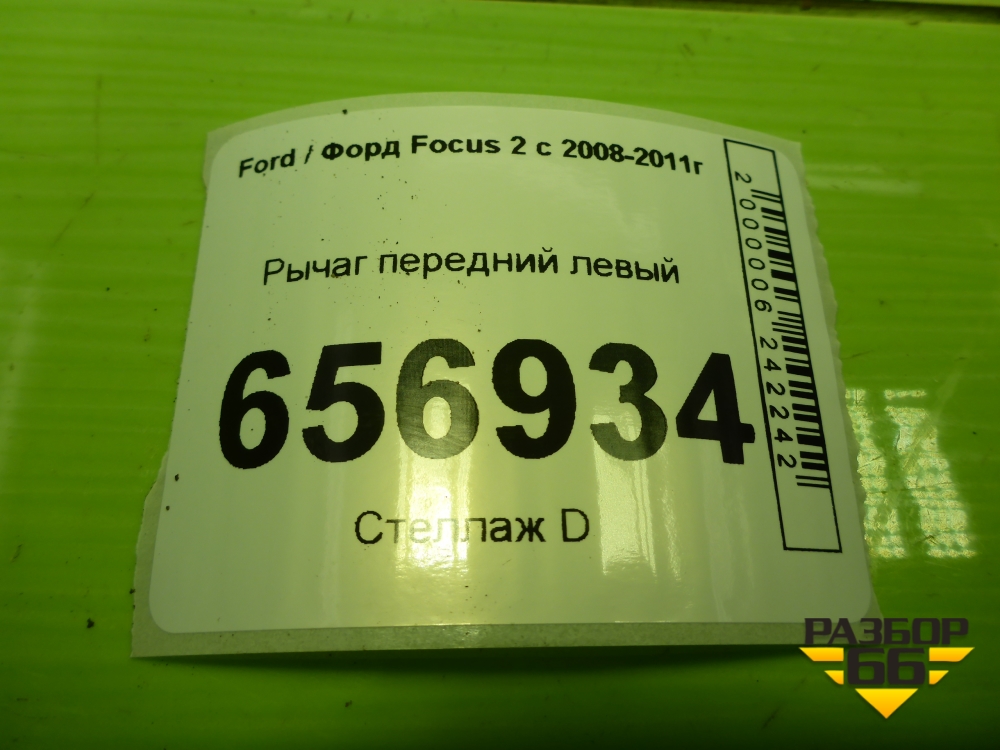 Ford / Форд Focus 2 с 2008-2011г
Рычаг передний левый
656934
Стеллаж D
2000006242242
РАЗБОР
66